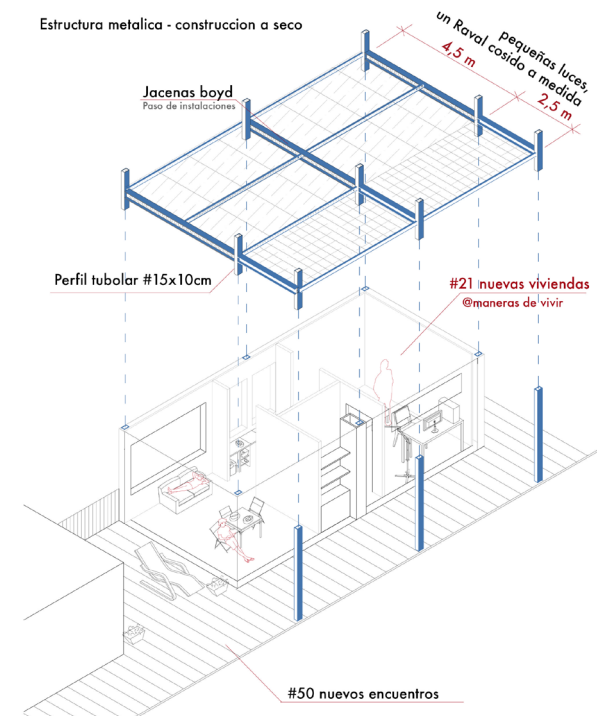 Estructura metalica - construccion a seco
pequeñas luces,
un Raval cosido a medida
4,5 m
2,5 m
Jacenas boyd
Paso de instalaciones
Perfil tubolar #15x10cm
#21 nuevas viviendas
@maneras de vivir
#50 nuevos encuentros